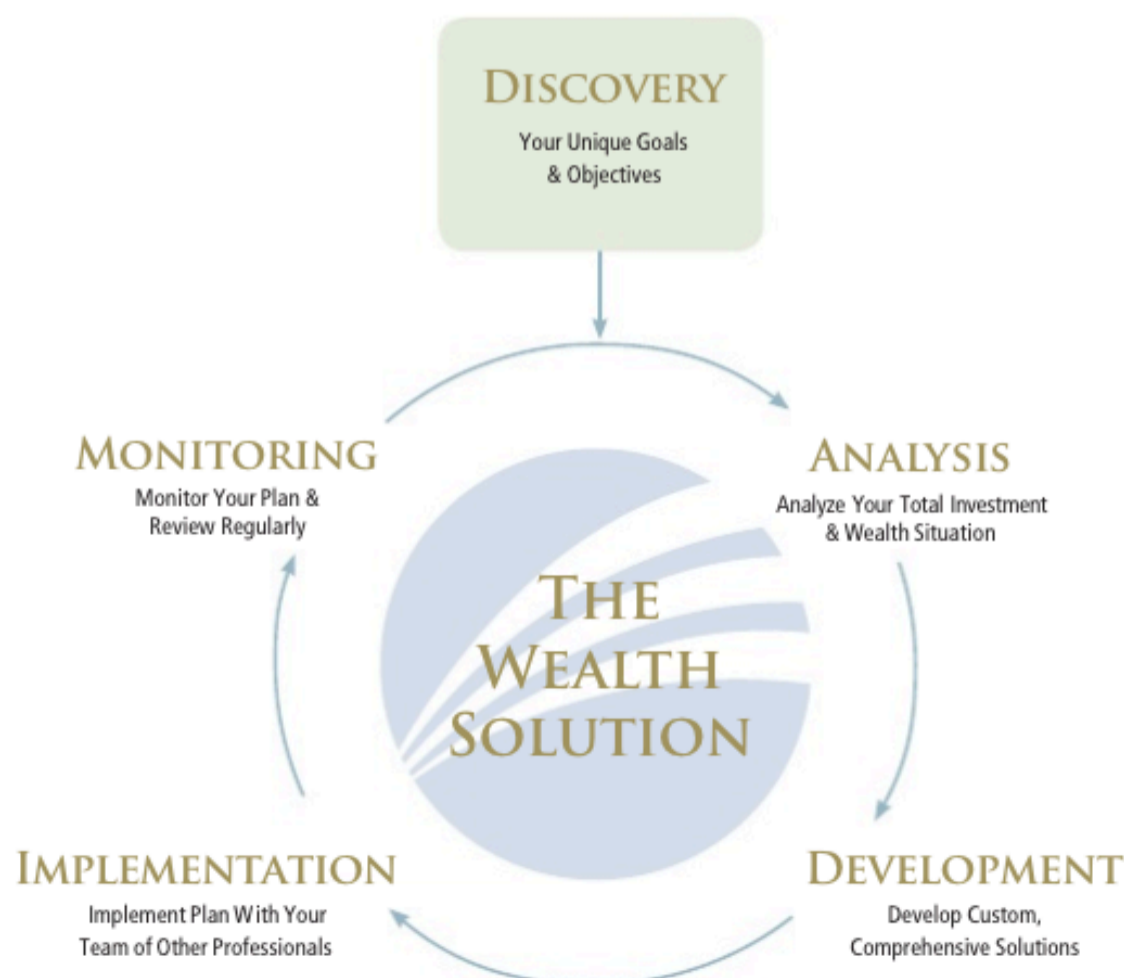 DISCOVERY
Your Unique Goals
& Objectives
MONITORING
Monitor Your Plan &
Review Regularly
ANALYSIS
Analyze Your Total Investment
& Wealth Situation
THE
WEALTH
SOLUTION
IMPLEMENTATION
Implement Plan With Your
Team of Other Professionals
DEVELOPMENT
Develop Custom,
Comprehensive Solutions